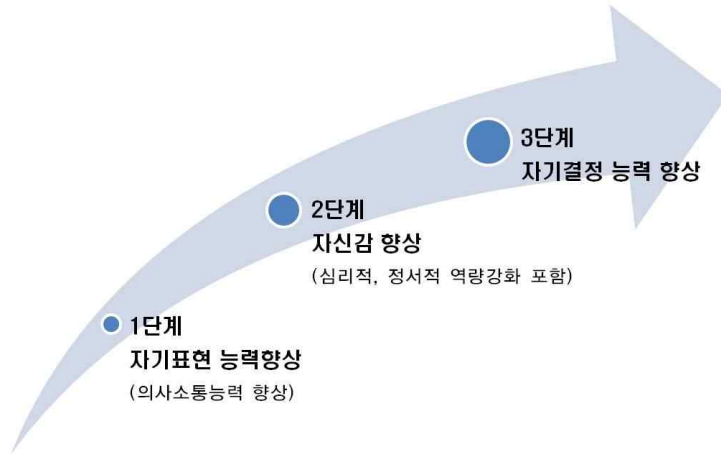 3단계
자기결정 능력 향상
2단계
자신감 향상
(심리적, 정서적 역량강화 포함)
1단계
자기표현 능력향상
(의사소통능력 향상)